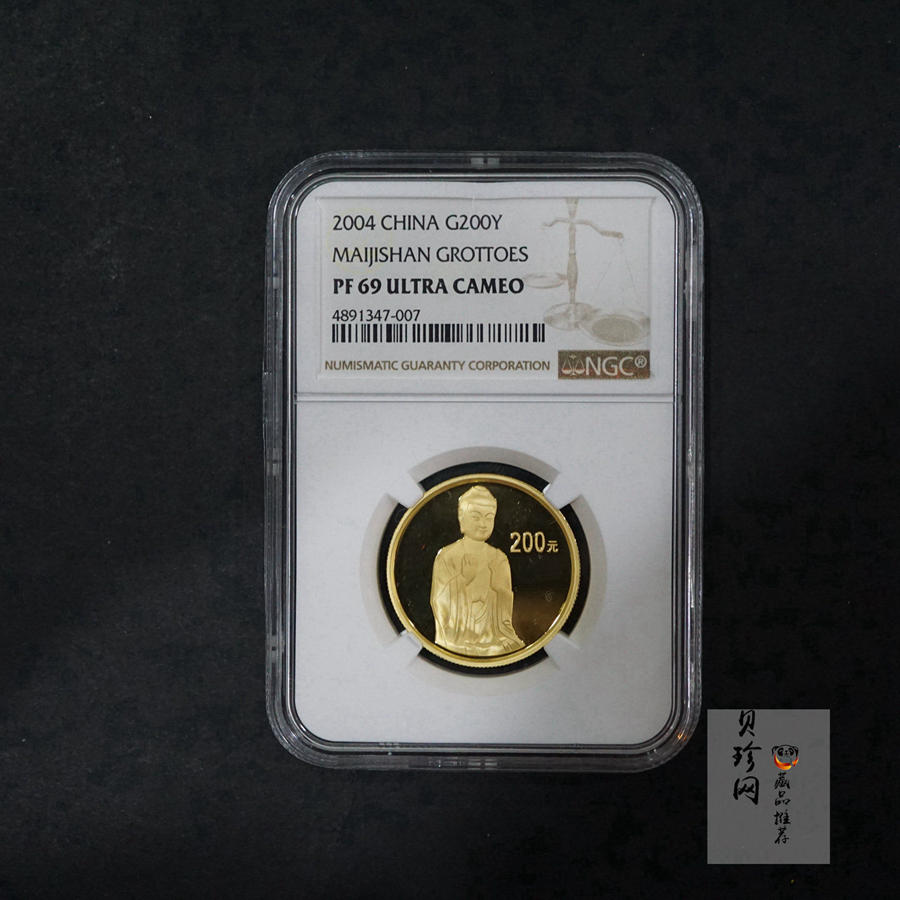 2004 CHINA G200Y
MAIJISHAN GROTTOES
PF 69 ULTRA CAMEO
4891347-007
NUMISMATIC GUARANTY CORPORATION NGC®
200元
贝珍网
藏品推荐